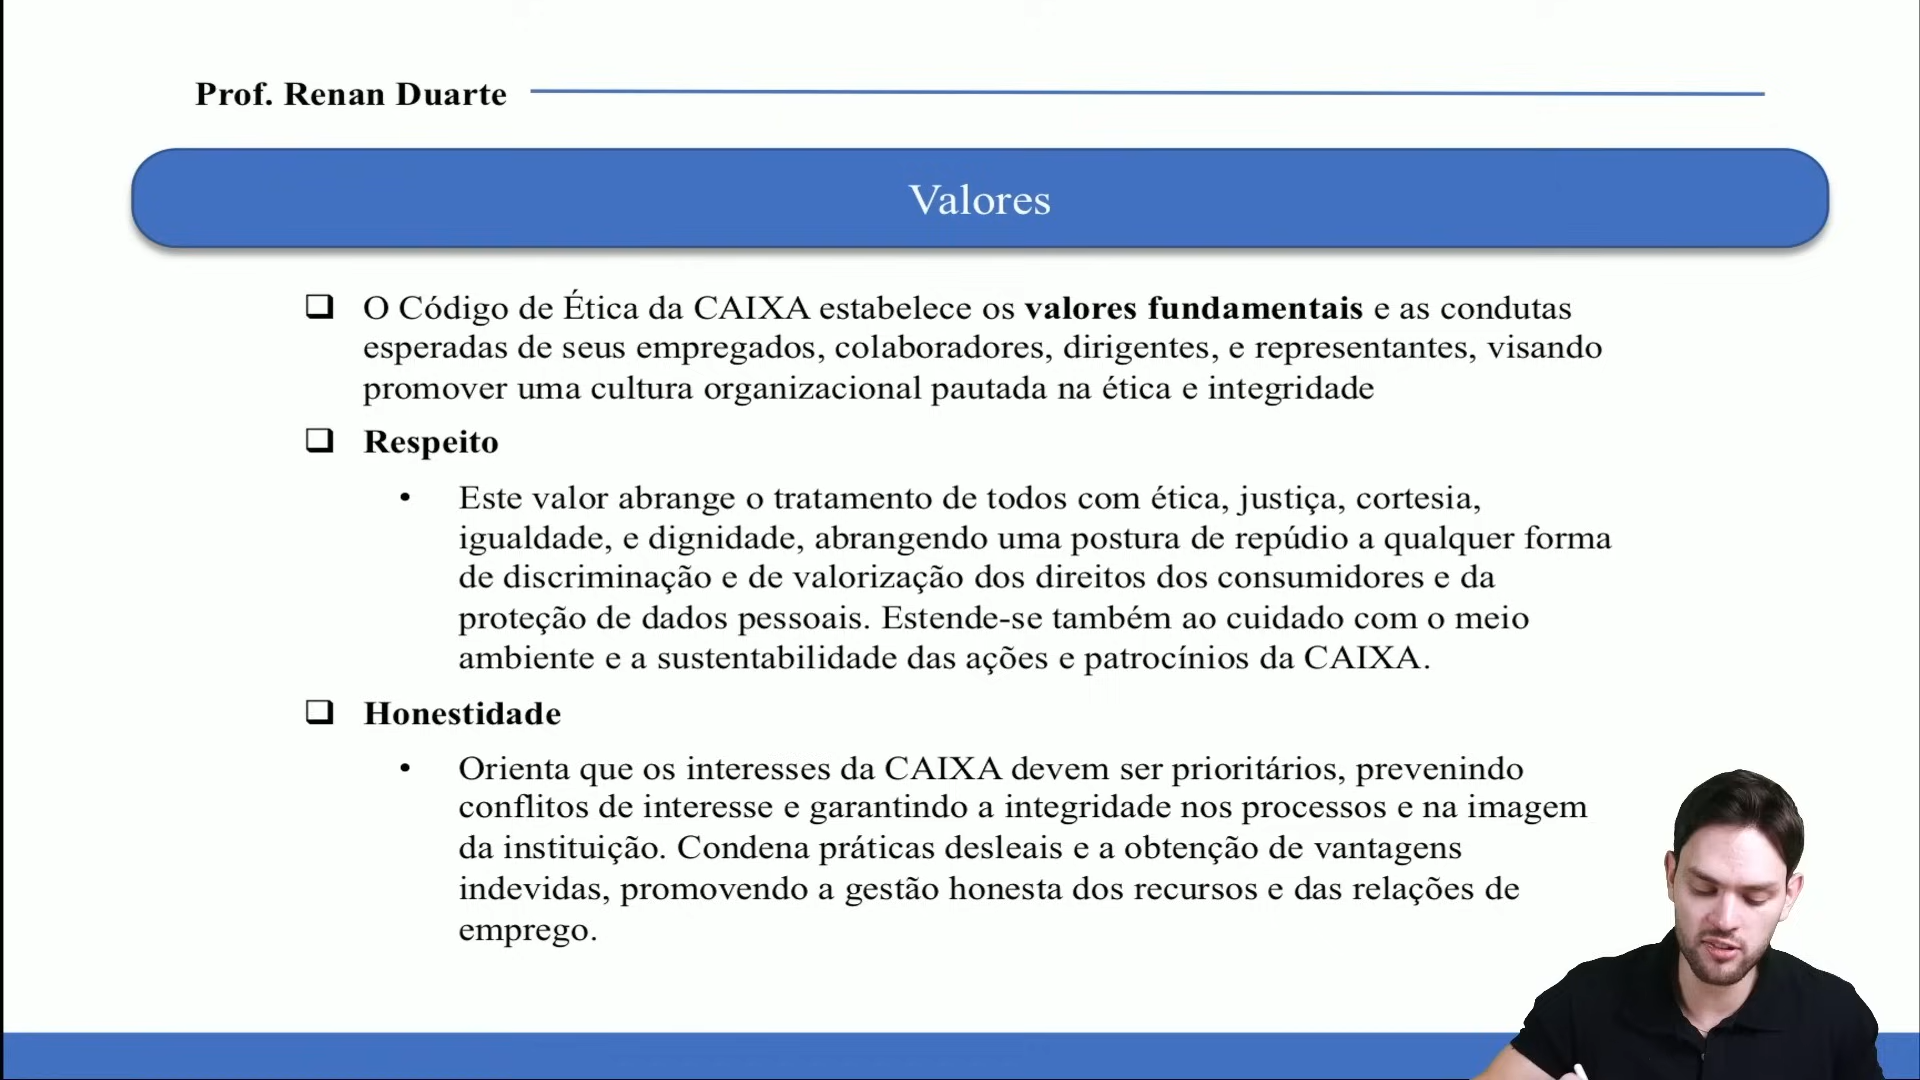 Prof. Renan Duarte
Valores
O Código de Ética da CAIXA estabelece os valores fundamentais e as condutas
esperadas de seus empregados, colaboradores, dirigentes, e representantes, visando
promover uma cultura organizacional pautada na ética e integridade
Respeito
• Este valor abrange o tratamento de todos com ética, justiça, cortesia,
igualdade, e dignidade, abrangendo uma postura de repúdio a qualquer forma
de discriminação e de valorização dos direitos dos consumidores e da
proteção de dados pessoais. Estende-se também ao cuidado com o meio
ambiente e a sustentabilidade das ações e patrocínios da CAIXA.
Honestidade
• Orienta que os interesses da CAIXA devem ser prioritários, prevenindo
conflitos de interesse e garantindo a integridade nos processos e na imagem
da instituição. Condena práticas desleais e a obtenção de vantagens
indevidas, promovendo a gestão honesta dos recursos e das relações de
emprego.